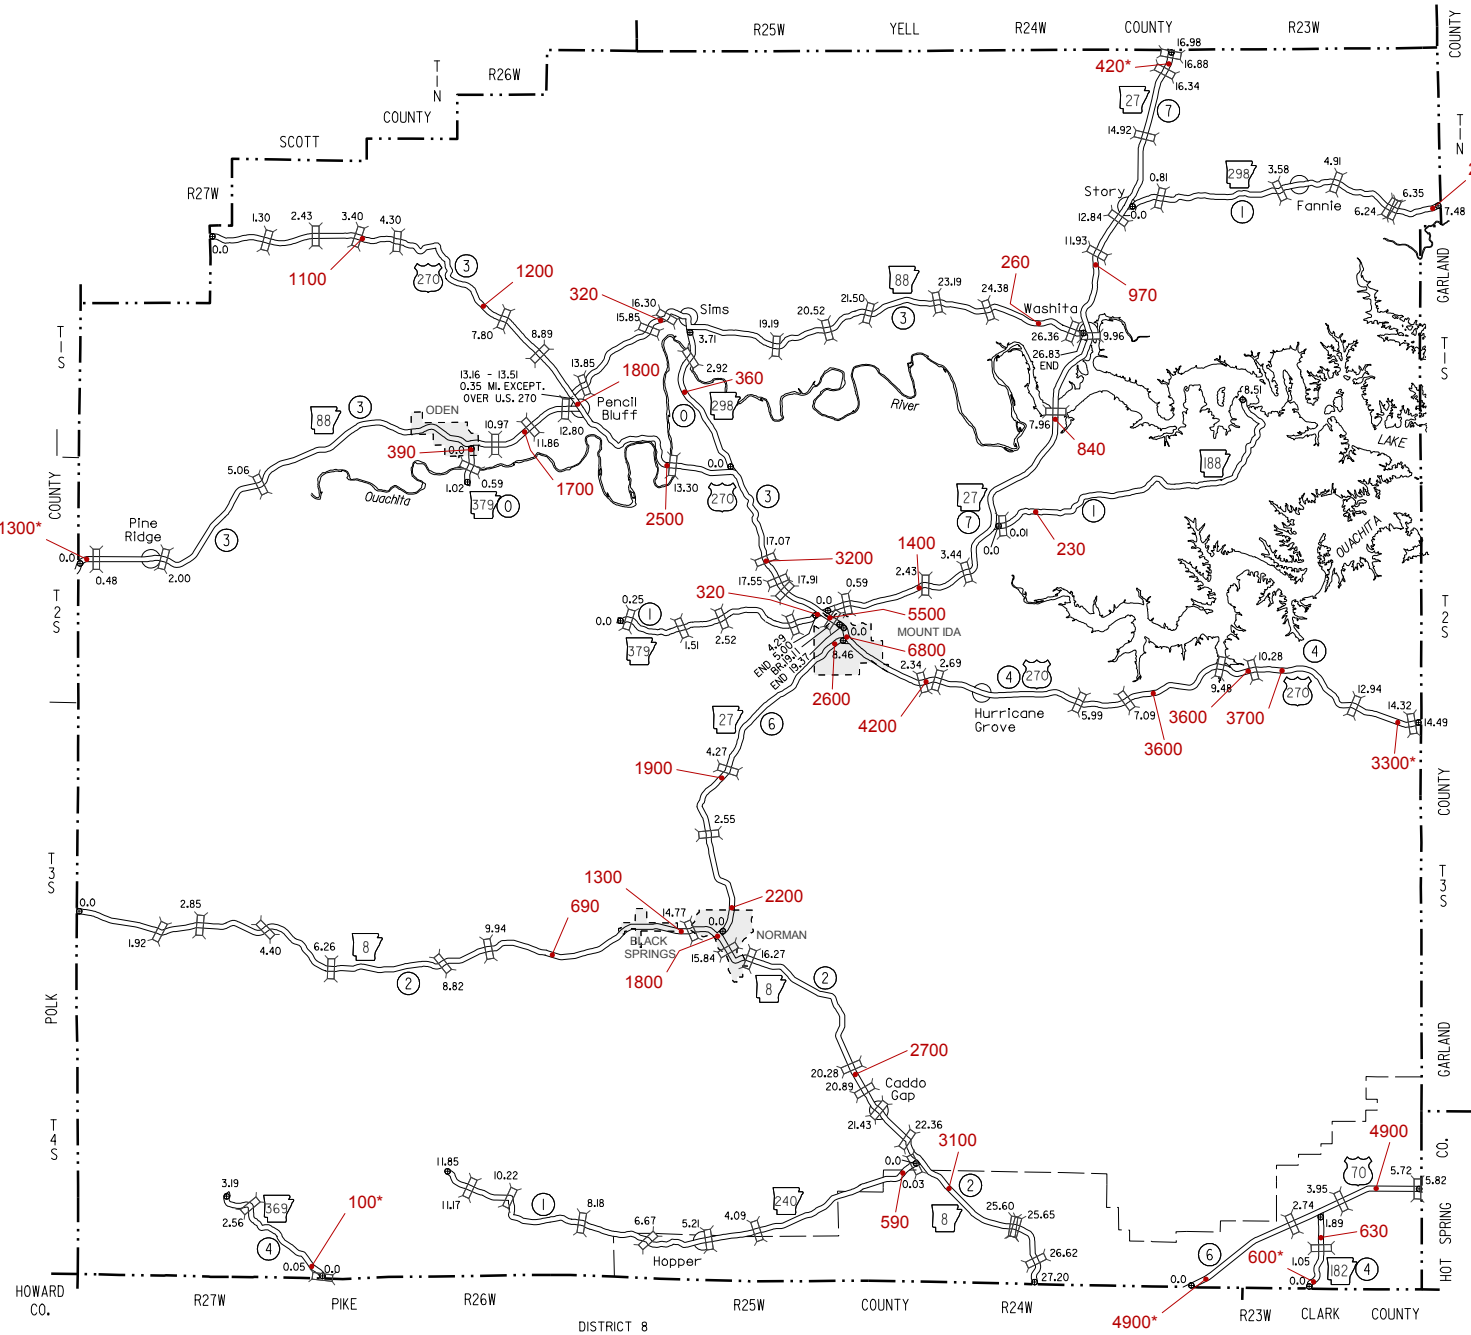 R25W YELL R24W COUNTY R23W COUNTY
16.98
420* 16.88
16.34
T
I
N
R26W
27 7
COUNTY
14.92
T
I
N
SCOTT
R27W
4.91
298 3.58
Story 0.81
6.35
1.30 2.43 3.40 4.30
12.84 0.0 1 Fannie 6.24 7.48
0.0
11.93
1100 3
270 1200
88 260
970
GARLAND
320 16.30 Sims 21.50 23.19 24.38 Washita
15.85 20.52 3
T
I
S
7.80 8.89 3.71 19.19 26.36 9.96
26.83
END
T
I
S
13.85 2.92
13.16 - 13.51
0.35 MI. EXCEPT.
OVER U.S. 270
1800 360
8.51
Pencil
Bluff
0 298 River
88 3 ODEN
10.97 12.80 7.96 840 LAKE
390 0.0 11.86
188
5.06 0.59 0.0
1.02 1700 13.30 270 3
COUNTY
Ouachita 379 0 2500
27
7 1
Pine
Ridge
3 0.01
0.0 230 OUACHITA
1300*
0.0 17.07 1400 3.44
0.48 2.00 3200 2.43
17.55 17.91 0.59
T
2
S
0.25 1 320 0.0
0.0 5500
T
2
S
379 1.51 2.52 0.0 MOUNT IDA
4.29
END 5.00
BR.19.11
END 19.37
8.46 6800
2.34 2.69 4 270 10.28 4
2600 9.48 270 12.94
27 6 4200 Hurricane
Grove
5.99 7.09 3600 3700 14.32
14.49
3600 3300*
4.27
1900
COUNTY
2.55
T
3
S
T
3
S
1300 2200
0.0 2.85 690 14.77 0.0
1.92 9.94 BLACK
SPRINGS
NORMAN
4.40 6.26 8 15.84 16.27
2 8.82 1800 8 2
POLK
GARLAND
2700
20.28
20.89 Caddo
Gap
T
4
S
21.43 22.36
3100
4900
CO.
11.85 0.0 70 5.72
5.82
3.19 10.22 0.03 2 3.95
369 100* 11.17 1 8.18 240 590 8 25.60 2.74
2.56 6.67 5.21 4.09 25.65 1.89 630
4 Hopper 26.62 6 600*
0.05 0.0 1.05 182 4
27.20 0.0 0.0
HOT SPRING
HOWARD
CO.
R27W PIKE R26W R25W COUNTY R24W 4900* R23W CLARK COUNTY
DISTRICT 8